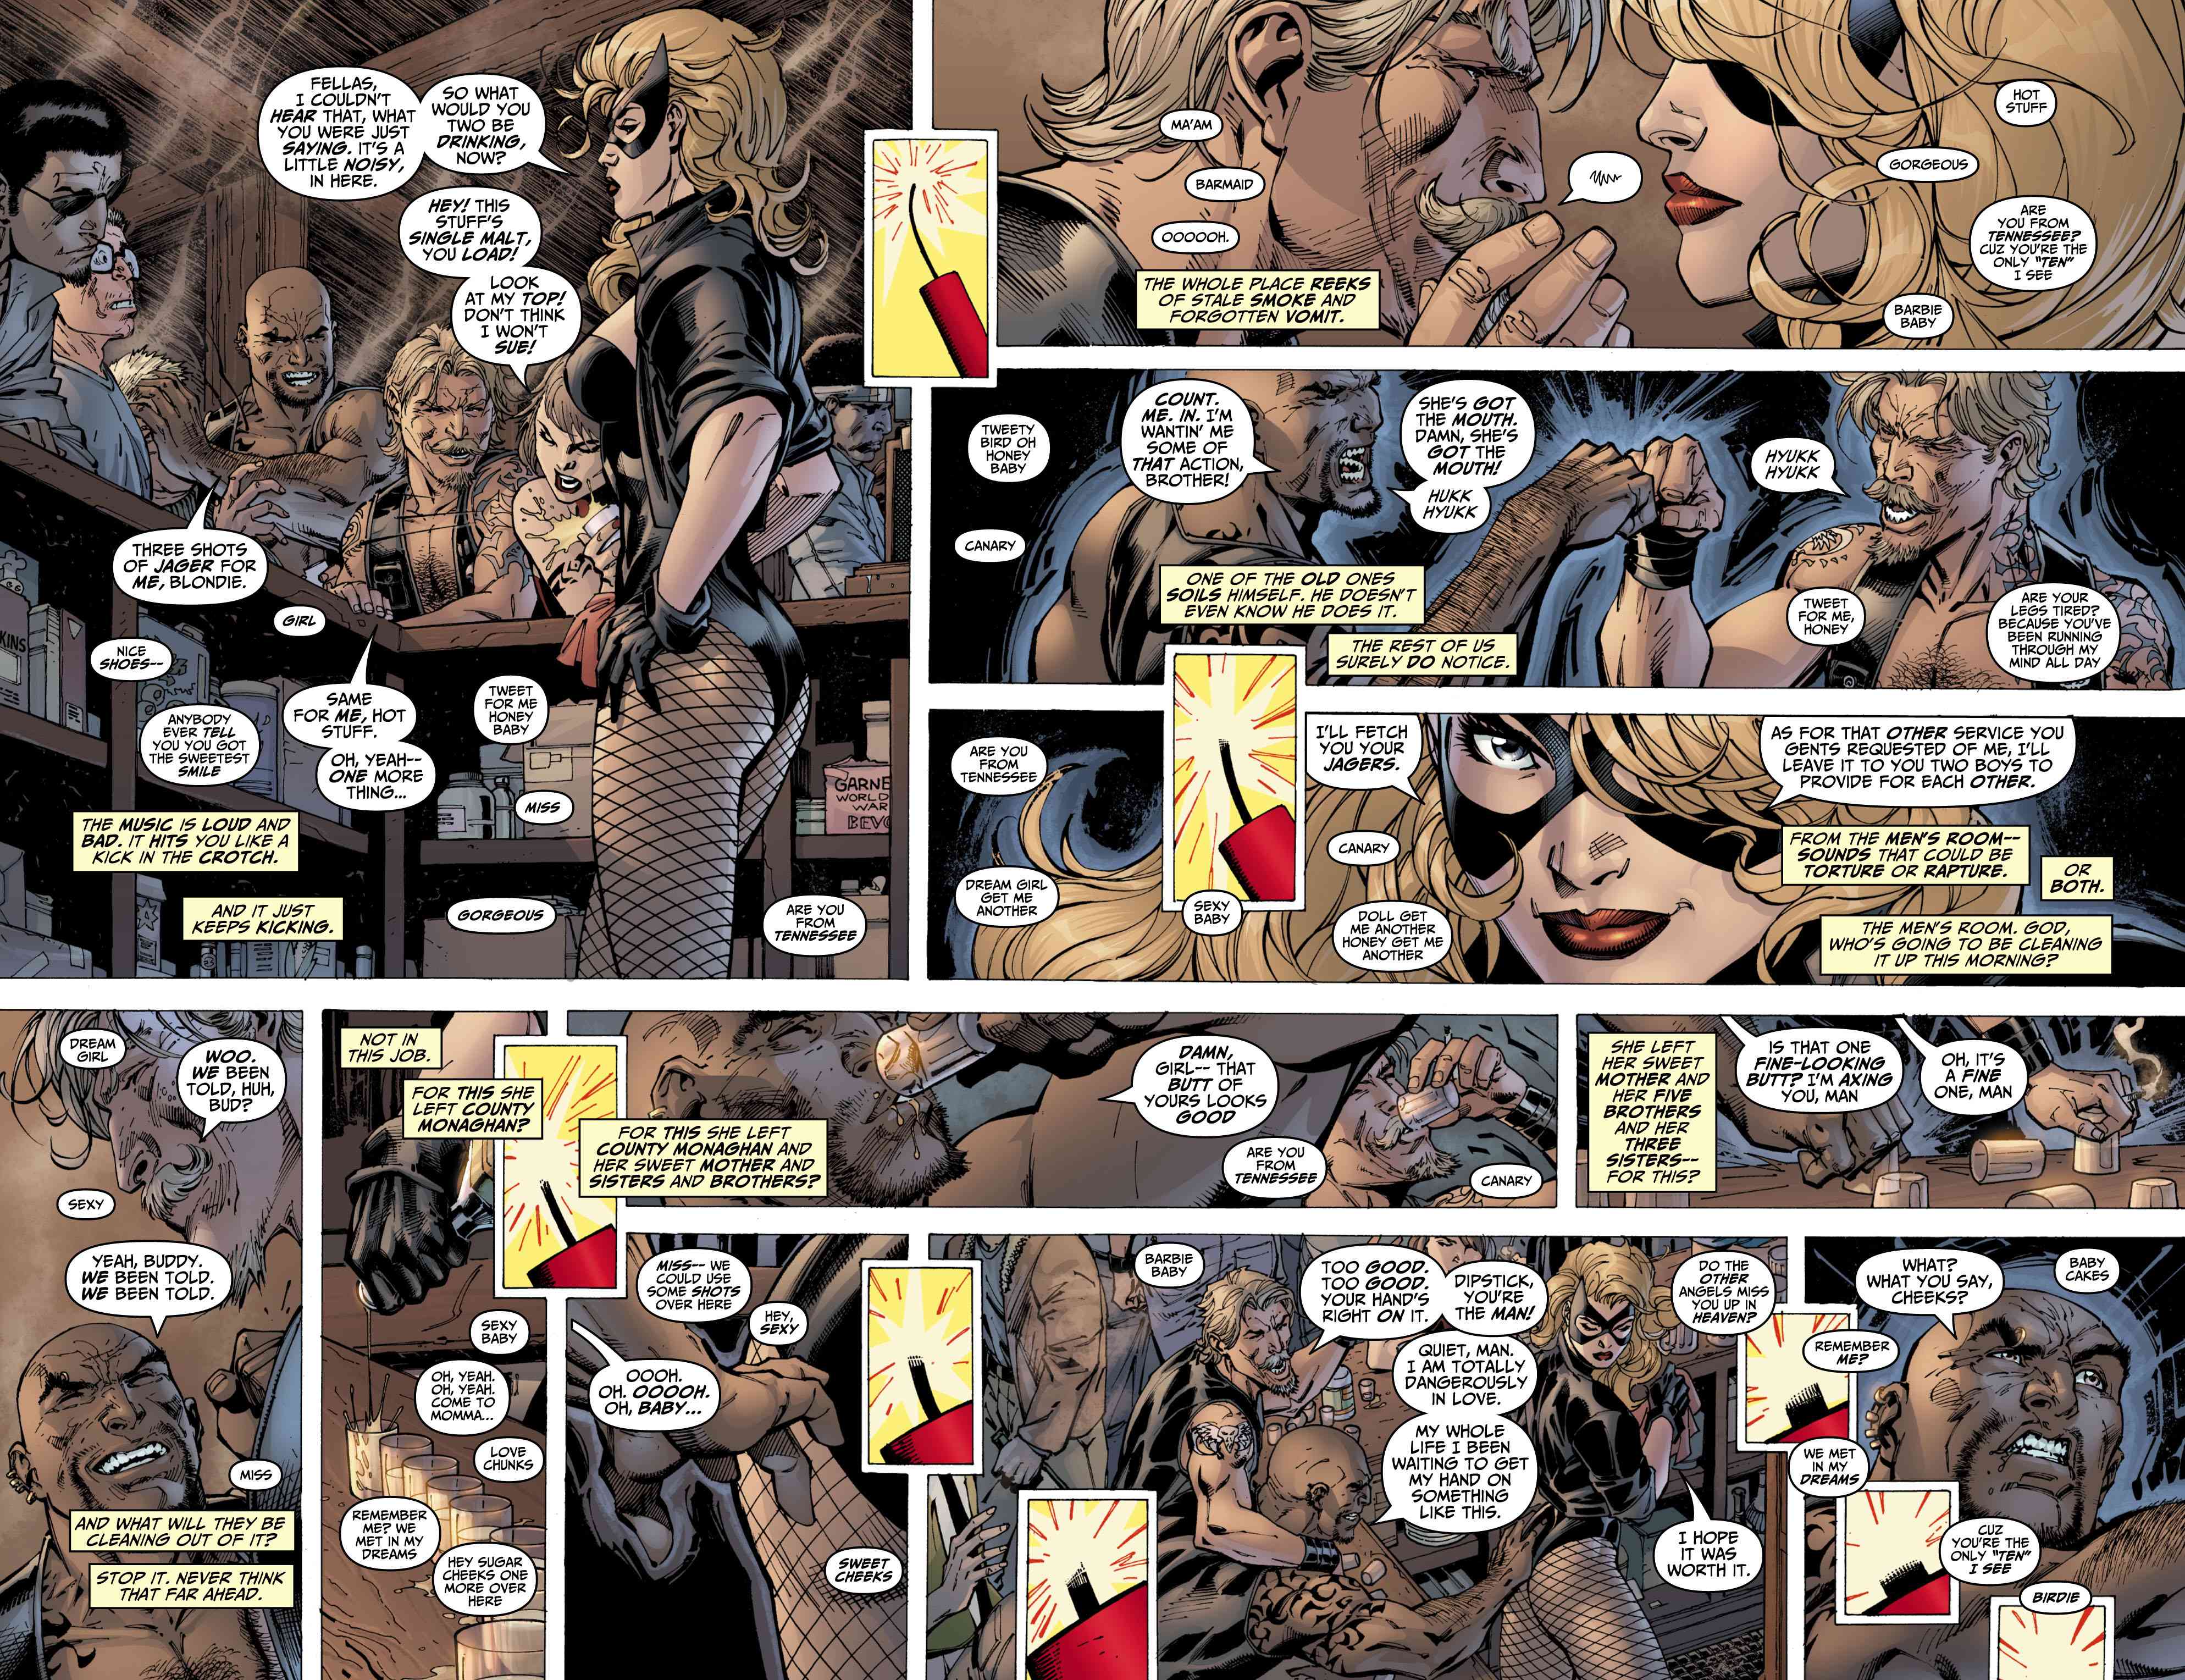 FELLAS,
I COULDN'T
HEAR THAT, WHAT
YOU WERE JUST
SAYING. IT'S A
LITTLE NOISY,
IN HERE.
SO WHAT
WOULD YOU
TWO BE
DRINKING,
NOW?
HEY! THIS
STUFF'S
SINGLE MALT,
YOU LOAD!
LOOK
AT MY TOP!
DON'T THINK
I WON'T
SUE!
THREE SHOTS
OF JAGER FOR
ME, BLONDIE.
GIRL
NICE
SHOES--
SAME
FOR ME, HOT
STUFF.
OH, YEAH--
ONE MORE
THING...
ANYBODY
EVER TELL
YOU YOU GOT
THE SWEETEST
SMILE
TWEET
FOR ME
HONEY
BABY
MISS
KINS
GARNE
WORLD
WAR
BEVO
THE MUSIC IS LOUD AND
BAD. IT HITS YOU LIKE A
KICK IN THE CROTCH.
AND IT JUST
KEEPS KICKING.
GORGEOUS
ARE YOU
FROM
TENNESSEE
MA'AM
BARMAID
OOOOOH.
THE WHOLE PLACE REEKS
OF STALE SMOKE AND
FORGOTTEN VOMIT.
HOT
STUFF
GORGEOUS
ARE
YOU FROM
TENNESSEE?
CUZ YOU'RE THE
ONLY "TEN"
I SEE
BARBIE
BABY
TWEETY
BIRD OH
HONEY
BABY
CANARY
COUNT.
ME. IN. I'M
WANTIN' ME
SOME OF
THAT ACTION,
BROTHER!
SHE'S GOT
THE MOUTH.
DAMN, SHE'S
GOT THE
MOUTH!
HUKK
HYUKK
HYUKK
HYUKK
ONE OF THE OLD ONES
SOILS HIMSELF. HE DOESN'T
EVEN KNOW HE DOES IT.
THE REST OF US
SURELY DO NOTICE.
TWEET
FOR ME,
HONEY
ARE YOUR
LEGS TIRED?
BECAUSE YOU'VE
BEEN RUNNING
THROUGH MY
MIND ALL DAY
ARE YOU
FROM
TENNESSEE
DREAM GIRL
GET ME
ANOTHER
SEXY
BABY
I'LL FETCH
YOU YOUR
JAGERS.
CANARY
DOLL GET
ME ANOTHER
HONEY GET ME
ANOTHER
AS FOR THAT OTHER SERVICE YOU
GENTS REQUESTED OF ME, I'LL
LEAVE IT TO YOU TWO BOYS TO
PROVIDE FOR EACH OTHER.
FROM THE MEN'S ROOM--
SOUNDS THAT COULD BE
TORTURE OR RAPTURE.
OR
BOTH.
THE MEN'S ROOM. GOD,
WHO'S GOING TO BE CLEANING
IT UP THIS MORNING?
DREAM
GIRL
WOO.
WE BEEN
TOLD, HUH,
BUD?
SEXY
YEAH, BUDDY.
WE BEEN TOLD.
WE BEEN TOLD.
MISS
AND WHAT WILL THEY BE
CLEANING OUT OF IT?
STOP IT. NEVER THINK
THAT FAR AHEAD.
NOT IN
THIS JOB.
FOR THIS SHE
LEFT COUNTY
MONAGHAN?
SEXY
BABY
OH, YEAH.
OH, YEAH.
COME TO
MOMMA...
LOVE
CHUNKS
REMEMBER
ME? WE
MET IN MY
DREAMS
HEY SUGAR
CHEEKS ONE
MORE OVER
HERE
FOR THIS SHE LEFT
COUNTY MONAGHAN AND
HER SWEET MOTHER AND
SISTERS AND BROTHERS?
DAMN,
GIRL-- THAT
BUTT OF
YOURS LOOKS
GOOD
ARE YOU
FROM
TENNESSEE
CANARY
SHE LEFT
HER SWEET
MOTHER AND
HER FIVE
BROTHERS
AND HER
THREE
SISTERS--
FOR THIS?
IS THAT ONE
FINE-LOOKING
BUTT? I'M AXING
YOU, MAN
OH, IT'S
A FINE
ONE, MAN
MISS-- WE
COULD USE
SOME SHOTS
OVER HERE
HEY,
SEXY
OOOH.
OH. OOOOH.
OH, BABY...
SWEET
CHEEKS
BARBIE
BABY
TOO GOOD.
TOO GOOD.
YOUR HAND'S
RIGHT ON IT.
DIPSTICK,
YOU'RE
THE MAN!
QUIET, MAN.
I AM TOTALLY
DANGEROUSLY
IN LOVE.
MY WHOLE
LIFE I BEEN
WAITING TO GET
MY HAND ON
SOMETHING
LIKE THIS.
DO THE
OTHER
ANGELS MISS
YOU UP IN
HEAVEN?
I HOPE
IT WAS
WORTH IT.
WHAT?
WHAT YOU SAY,
CHEEKS?
BABY
CAKES
REMEMBER
ME?
WE MET
IN MY
DREAMS
CUZ
YOU'RE THE
ONLY "TEN"
I SEE
BIRDIE